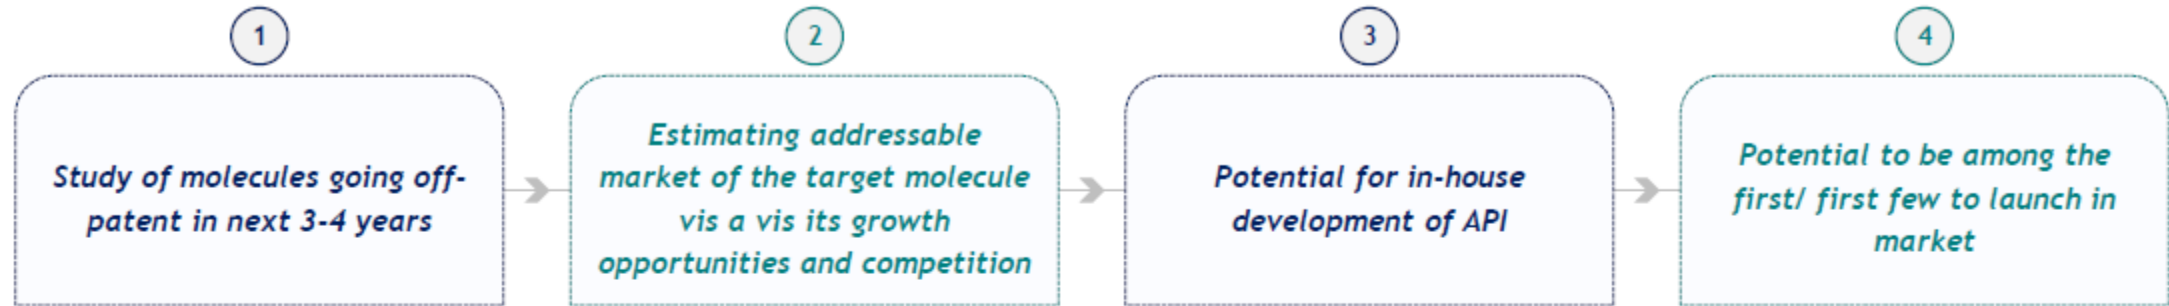 1
Study of molecules going off-
patent in next 3-4 years
2
Estimating addressable
market of the target molecule
vis a vis its growth
opportunities and competition
3
Potential for in-house
development of API
4
Potential to be among the
first/ first few to launch in
market